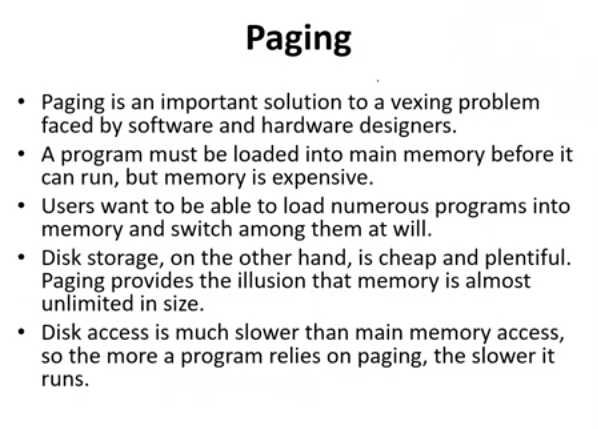 Paging
• Paging is an important solution to a vexing problem
faced by software and hardware designers.
• A program must be loaded into main memory before it
can run, but memory is expensive.
• Users want to be able to load numerous programs into
memory and switch among them at will.
• Disk storage, on the other hand, is cheap and plentiful.
Paging provides the illusion that memory is almost
unlimited in size.
• Disk access is much slower than main memory access,
so the more a program relies on paging, the slower it
runs.